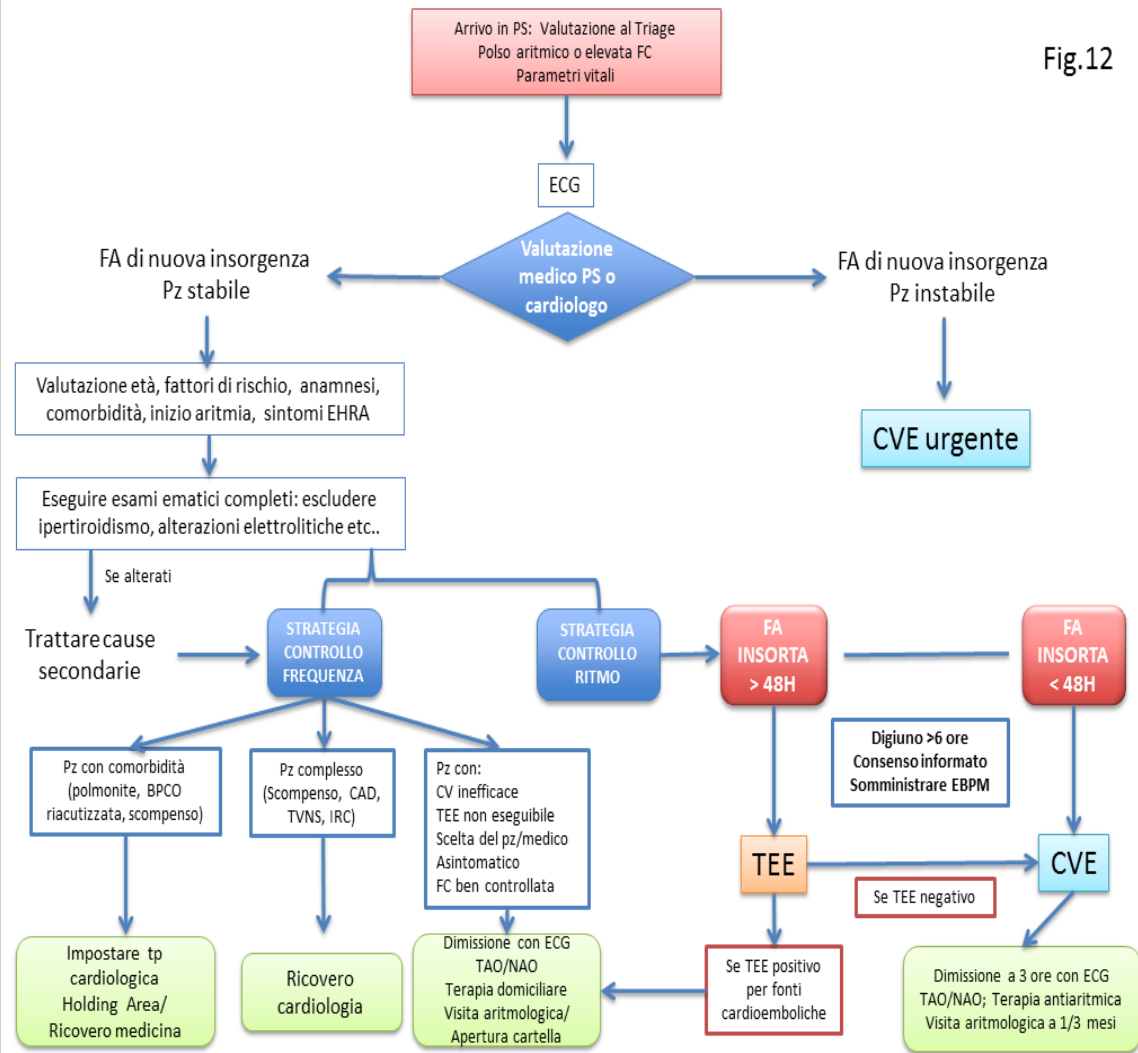 Arrivo in PS: Valutazione al Triage
Polso aritmico o elevata FC
Parametri vitali
Fig.12
ECG
Valutazione
medico PS o
cardiologo
FA di nuova insorgenza
Pz stabile
FA di nuova insorgenza
Pz instabile
Valutazione età, fattori di rischio, anamnesi,
comorbidità, inizio aritmia, sintomi EHRA
CVE urgente
Eseguire esami ematici completi: escludere
ipertiroidismo, alterazioni elettrolitiche etc..
Se alterati
Trattare cause
secondarie
STRATEGIA
CONTROLLO
FREQUENZA
STRATEGIA
CONTROLLO
RITMO
FA
INSORTA
> 48H
FA
INSORTA
< 48H
Digiuno >6 ore
Consenso informato
Somministrare EBPM
Pz con comorbidità
(polmonite, BPCO
riacutizzata, scompenso)
Pz complesso
(Scompenso, CAD,
TVNS, IRC)
Pz con:
CV inefficace
TEE non eseguibile
Scelta del pz/medico
Asintomatico
FC ben controllata
TEE
CVE
Se TEE negativo
Impostare tp
cardiologica
Holding Area/
Ricovero medicina
Ricovero
cardiologia
Dimissione con ECG
TAO/NAO
Terapia domiciliare
Visita aritmologica/
Apertura cartella
Se TEE positivo
per fonti
cardioemboliche
Dimissione a 3 ore con ECG
TAO/NAO; Terapia antiaritmica
Visita aritmologica a 1/3 mesi